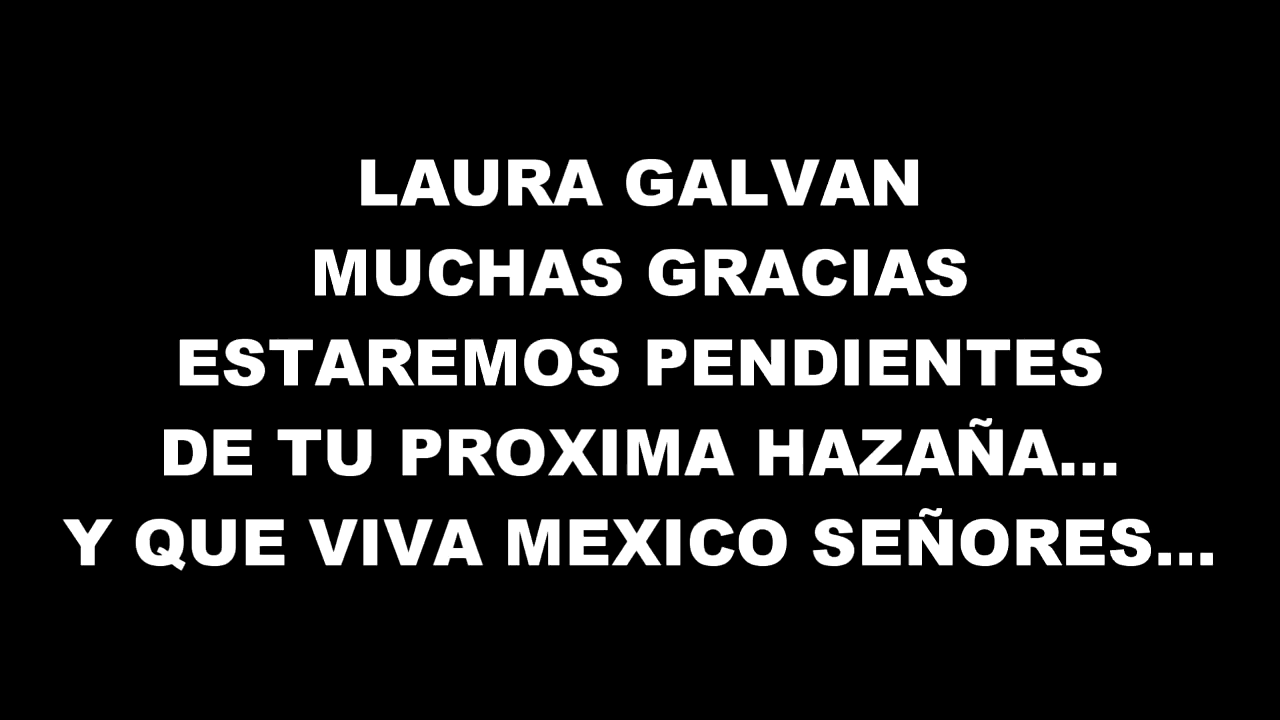 LAURA GALVAN
MUCHAS GRACIAS
ESTAREMOS PENDIENTES
DE TU PROXIMA HAZAÑA...
Y QUE VIVA MEXICO SEÑORES...